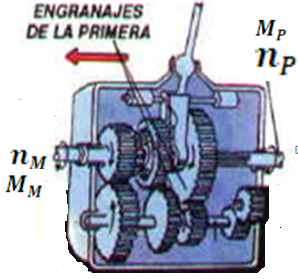 ENGRANAJES
DE LA PRIMERA
M_P
n_P
n_M
M_M